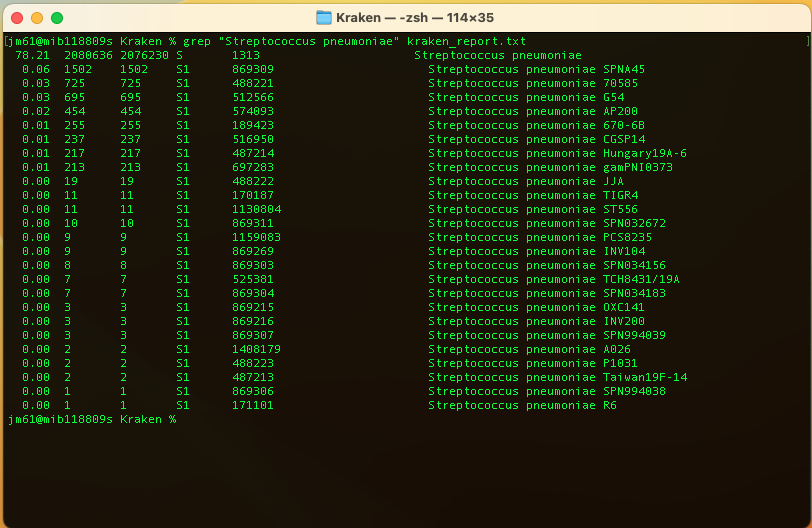 Kraken — -zsh — 114×35
[jm61@mib118809s Kraken % grep "Streptococcus pneumoniae" kraken_report.txt ]
78.21 2080636 2076230 S 1313 Streptococcus pneumoniae
0.06 1502 1502 S1 869309 Streptococcus pneumoniae SPNA45
0.03 725 725 S1 488221 Streptococcus pneumoniae 70585
0.03 695 695 S1 512566 Streptococcus pneumoniae G54
0.02 454 454 S1 574093 Streptococcus pneumoniae AP200
0.01 255 255 S1 189423 Streptococcus pneumoniae 670-6B
0.01 237 237 S1 516950 Streptococcus pneumoniae CGSP14
0.01 217 217 S1 487214 Streptococcus pneumoniae Hungary19A-6
0.01 213 213 S1 697283 Streptococcus pneumoniae gamPNI0373
0.00 19 19 S1 488222 Streptococcus pneumoniae JJA
0.00 11 11 S1 170187 Streptococcus pneumoniae TIGR4
0.00 11 11 S1 1130804 Streptococcus pneumoniae ST556
0.00 10 10 S1 869311 Streptococcus pneumoniae SPN032672
0.00 9 9 S1 1159083 Streptococcus pneumoniae PCS8235
0.00 9 9 S1 869269 Streptococcus pneumoniae INV104
0.00 8 8 S1 869303 Streptococcus pneumoniae SPN034156
0.00 7 7 S1 525381 Streptococcus pneumoniae TCH8431/19A
0.00 7 7 S1 869304 Streptococcus pneumoniae SPN034183
0.00 3 3 S1 869215 Streptococcus pneumoniae OXC141
0.00 3 3 S1 869216 Streptococcus pneumoniae INV200
0.00 3 3 S1 869307 Streptococcus pneumoniae SPN994039
0.00 2 2 S1 1408179 Streptococcus pneumoniae A026
0.00 2 2 S1 488223 Streptococcus pneumoniae P1031
0.00 2 2 S1 487213 Streptococcus pneumoniae Taiwan19F-14
0.00 1 1 S1 869306 Streptococcus pneumoniae SPN994038
0.00 1 1 S1 171101 Streptococcus pneumoniae R6
jm61@mib118809s Kraken %